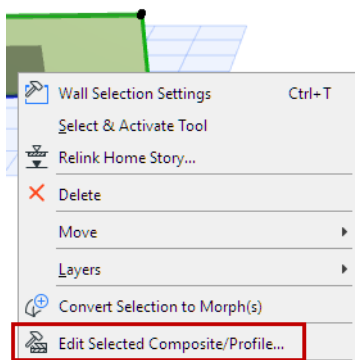 Wall Selection Settings Ctrl+T
Select & Activate Tool
Relink Home Story...
Delete
Move
Layers
Convert Selection to Morph(s)
Edit Selected Composite/Profile...